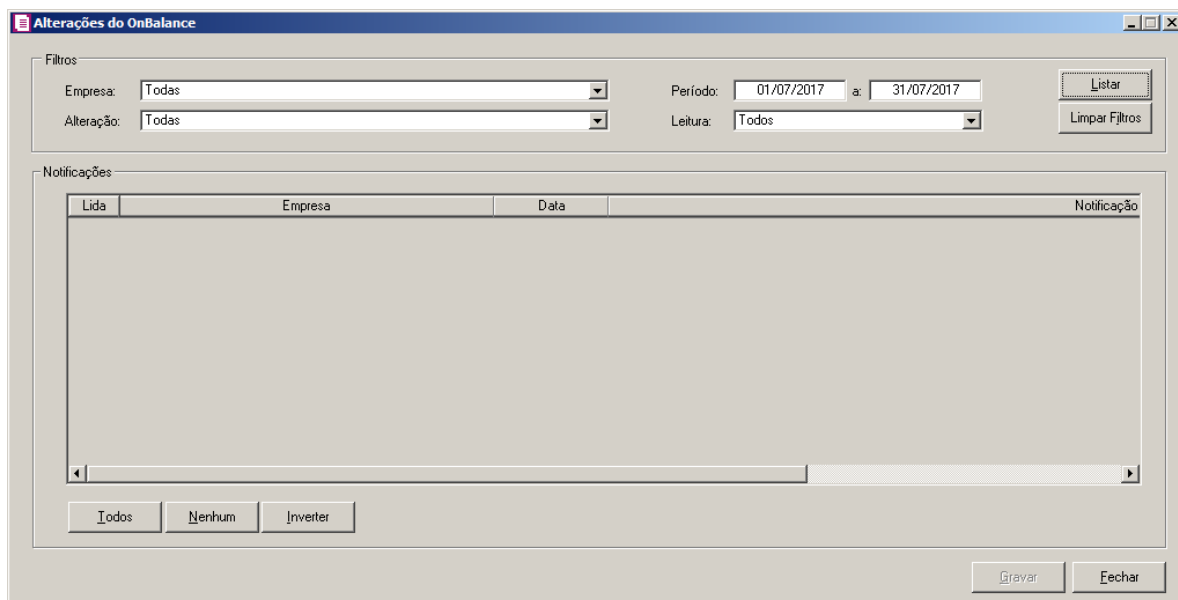 Alterações do OnBalance
Filtros
Empresa: Todas Período: 01/07/2017 a: 31/07/2017 Listar
Alteração: Todas Leitura: Todos Limpar Filtros
Notificações
Lida Empresa Data Notificação
Todos Nenhum Inverter
Gravar Fechar